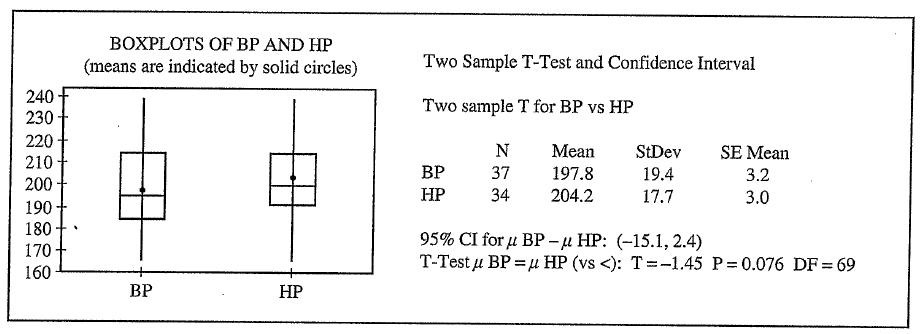 BOXPLOTS OF BP AND HP
(means are indicated by solid circles)
240
230
220
210
200
190
180
170
160
BP
HP
Two Sample T-Test and Confidence Interval
Two sample T for BP vs HP
N Mean StDev SE Mean
BP 37 197.8 19.4 3.2
HP 34 204.2 17.7 3.0
95% CI for μ BP – μ HP: (–15.1, 2.4)
T-Test μ BP = μ HP (vs <): T = –1.45 P = 0.076 DF = 69